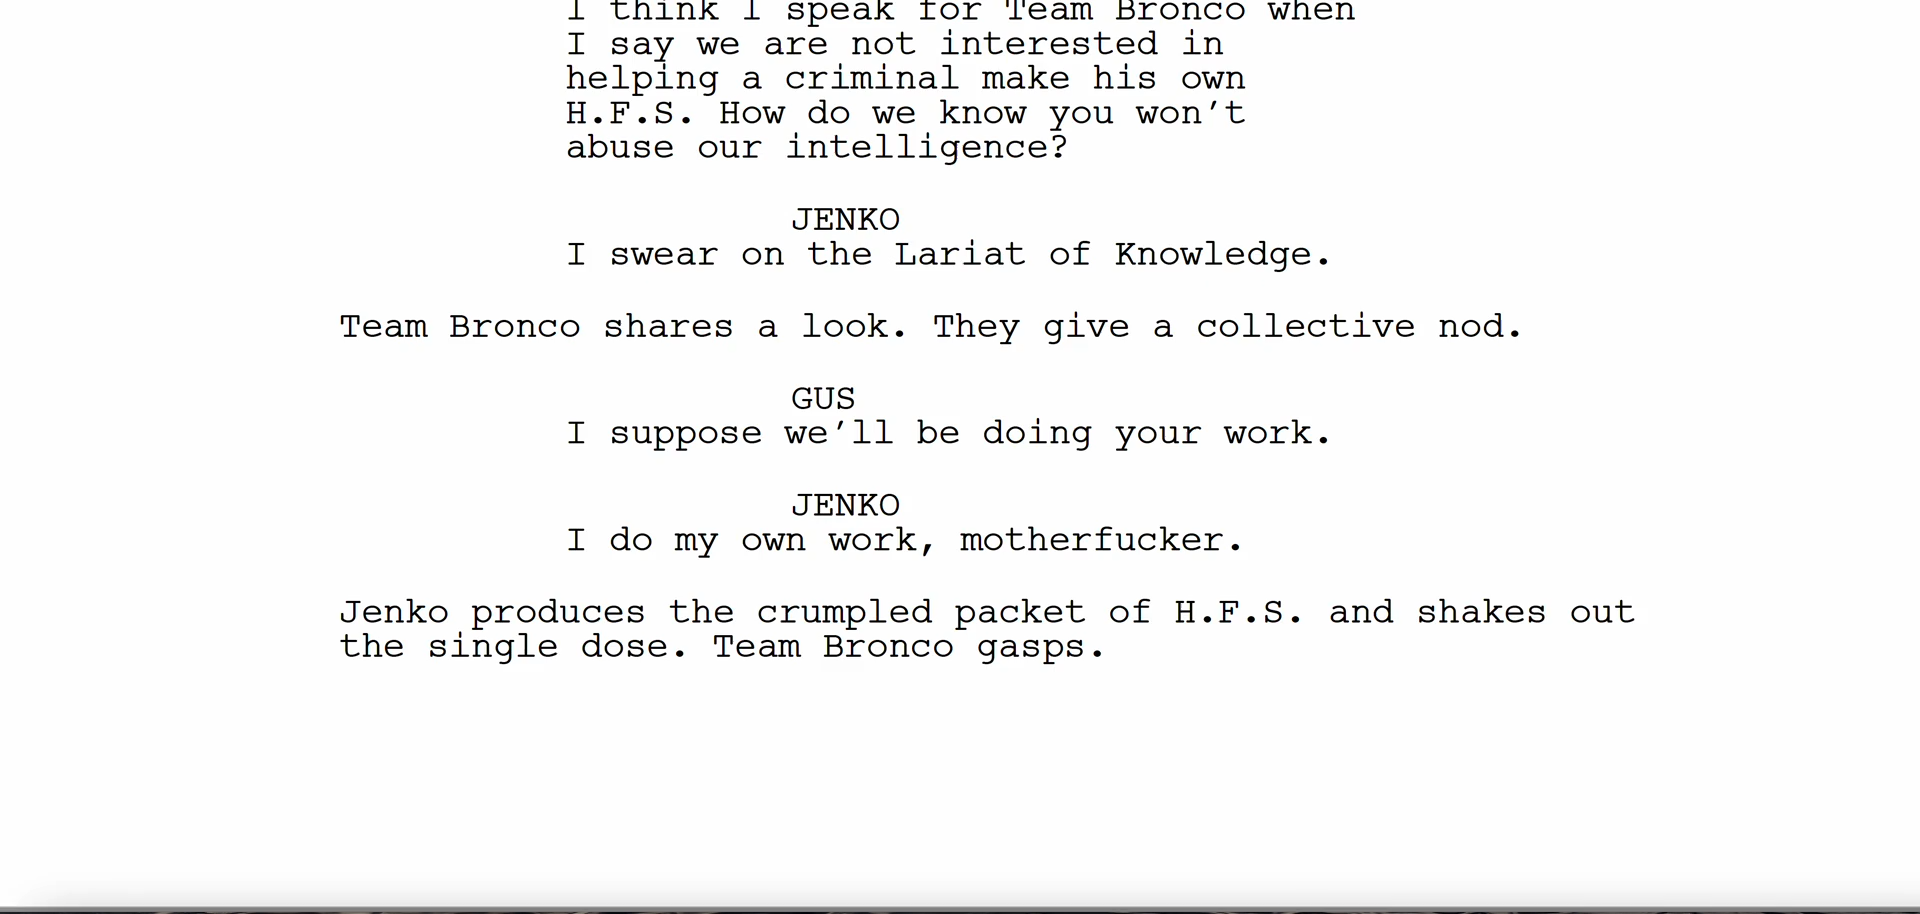 I think I speak for Team Bronco when
I say we are not interested in
helping a criminal make his own
H.F.S. How do we know you won’t
abuse our intelligence?
JENKO
I swear on the Lariat of Knowledge.
Team Bronco shares a look. They give a collective nod.
GUS
I suppose we’ll be doing your work.
JENKO
I do my own work, motherfucker.
Jenko produces the crumpled packet of H.F.S. and shakes out
the single dose. Team Bronco gasps.